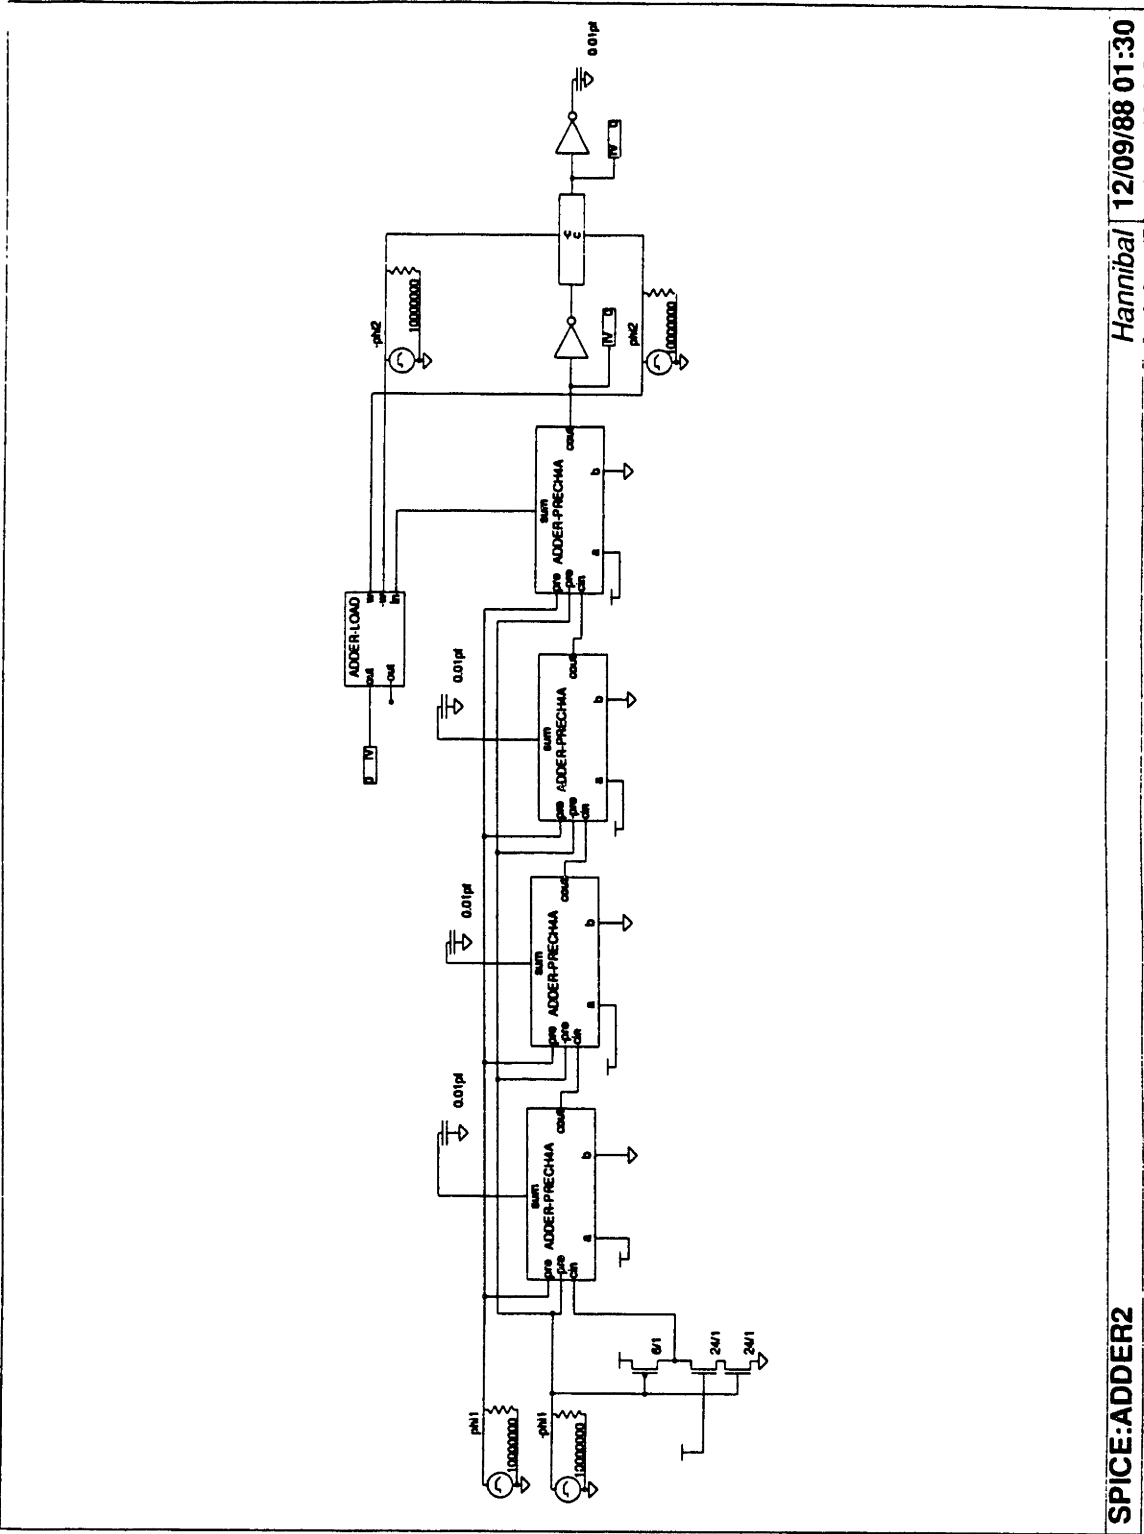 0.01pf
-phi2
10000000
phi2
10000000
ADDER-LOAD
out
-out
w
-w
in
0.01pf
0.01pf
0.01pf
sum
ADDER-PRECH4A
pre
-pre
cin
cout
a
b
sum
ADDER-PRECH4A
pre
-pre
cin
cout
a
b
sum
ADDER-PRECH4A
pre
-pre
cin
cout
a
b
sum
ADDER-PRECH4A
pre
-pre
cin
cout
a
b
phi1
10000000
-phi1
10000000
6/1
24/1
24/1
SPICE:ADDER2
Hannibal
12/09/88 01:30